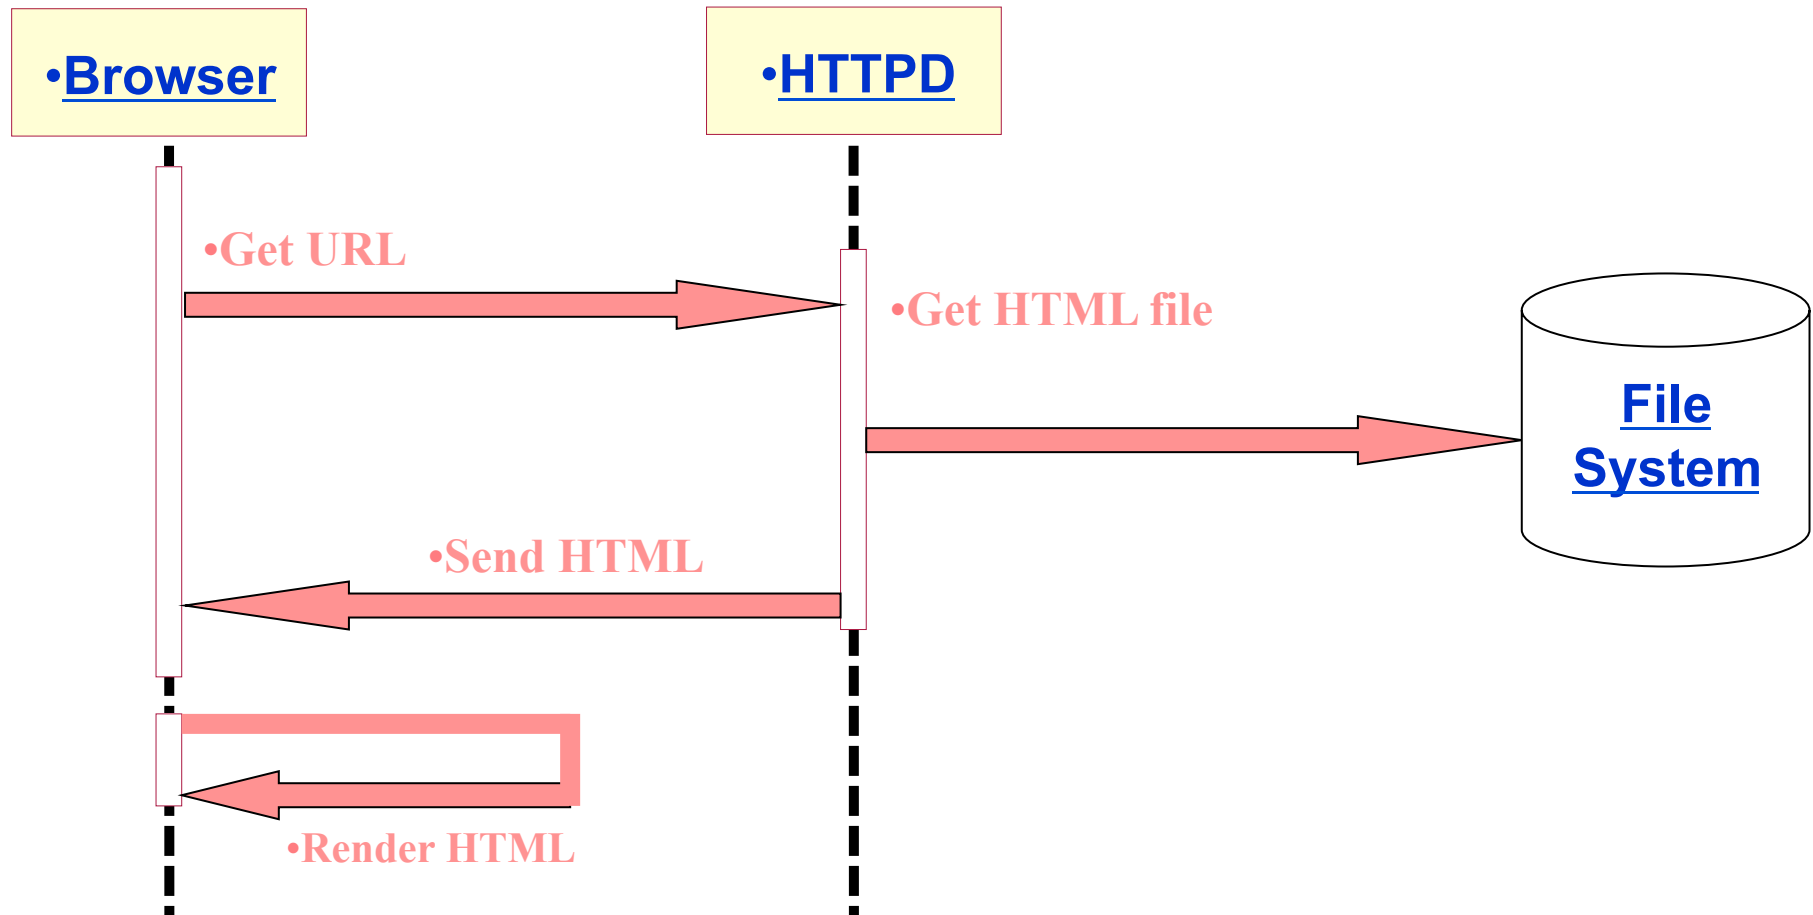 •Browser
•HTTPD
•Get URL
•Get HTML file
File
System
•Send HTML
•Render HTML